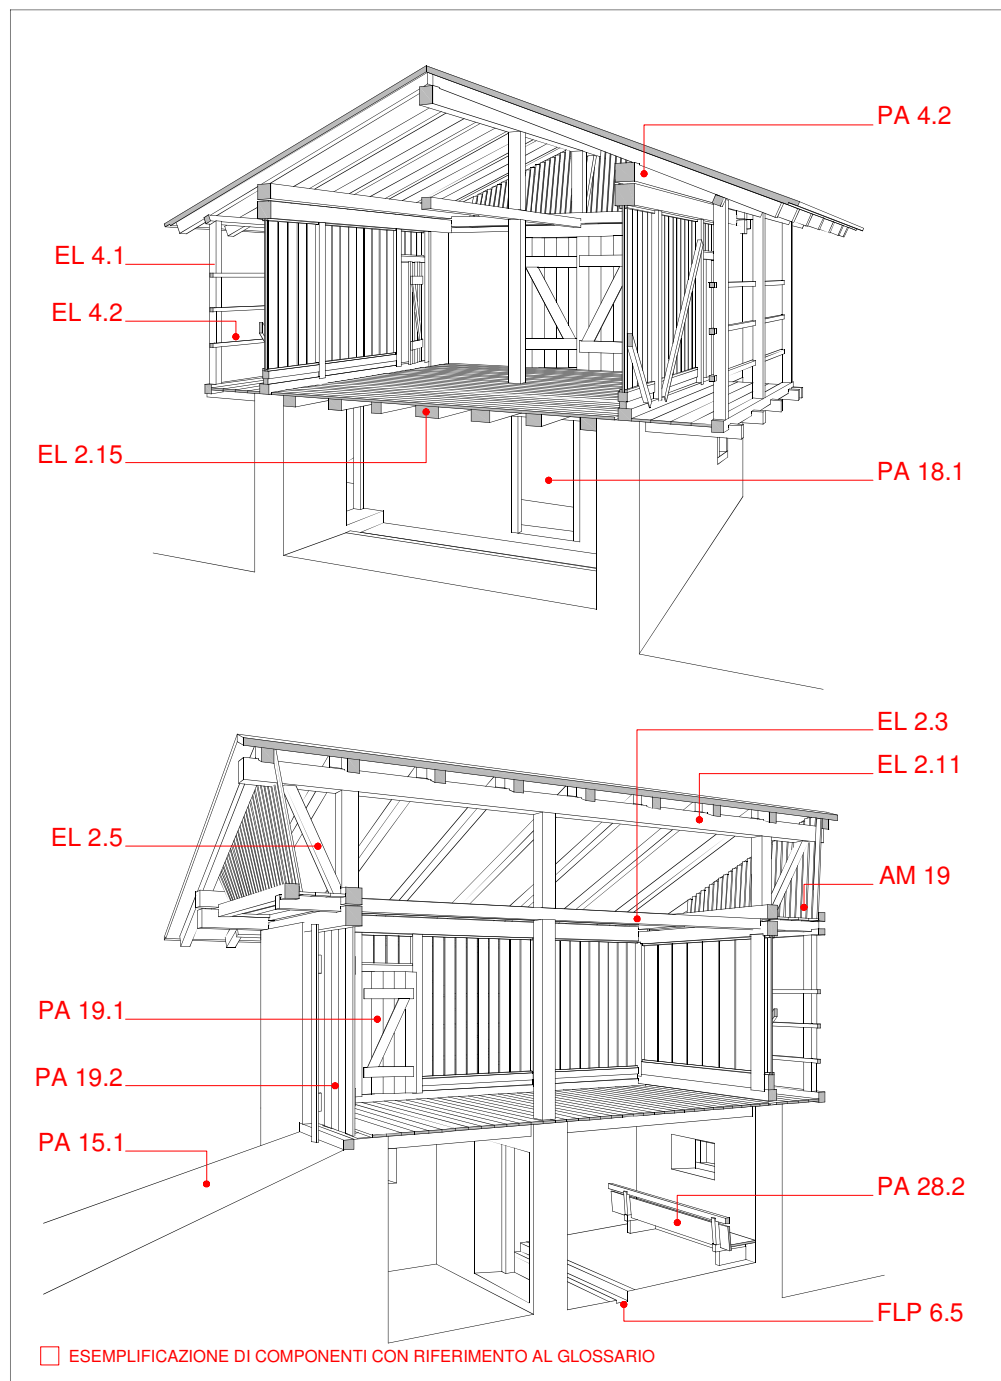 PA 4.2
EL 4.1
EL 4.2
EL 2.15
PA 18.1
EL 2.3
EL 2.11
EL 2.5
AM 19
PA 19.1
PA 19.2
PA 15.1
PA 28.2
FLP 6.5
ESEMPLIFICAZIONE DI COMPONENTI CON RIFERIMENTO AL GLOSSARIO